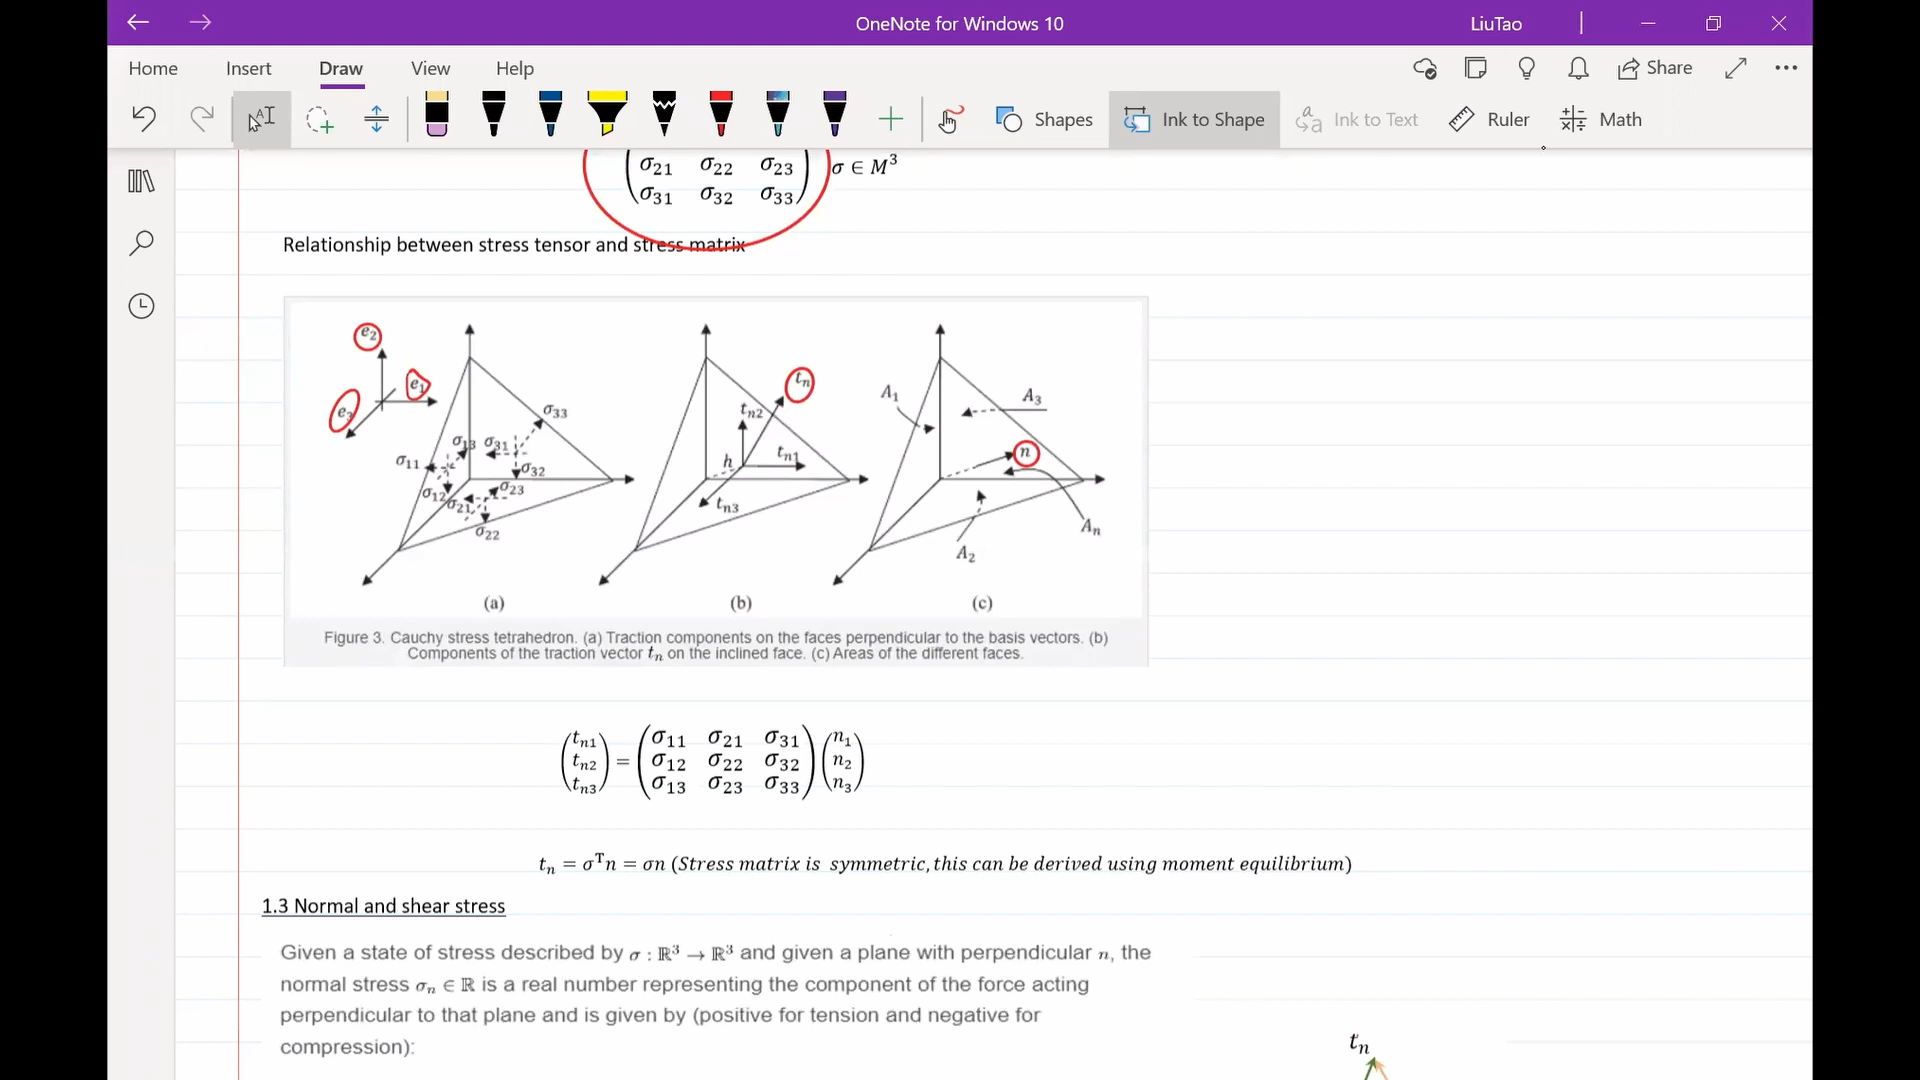 OneNote for Windows 10
LiuTao
Home Insert Draw View Help
Share
Shapes Ink to Shape Ink to Text Ruler Math
σ21 σ22 σ23 σ ∈ M³
σ31 σ32 σ33
Relationship between stress tensor and stress matrix
e2
e1
e3
σ33
σ13 σ31
σ11
σ32
σ12
σ23
σ21
σ22
(a)
tn
tn2
tn1
h
tn3
(b)
A1
A3
n
An
A2
(c)
Figure 3. Cauchy stress tetrahedron. (a) Traction components on the faces perpendicular to the basis vectors. (b)
Components of the traction vector tn on the inclined face. (c) Areas of the different faces.
tn1 σ11 σ21 σ31 n1
tn2 = σ12 σ22 σ32 n2
tn3 σ13 σ23 σ33 n3
tn = σᵀn = σn (Stress matrix is symmetric, this can be derived using moment equilibrium)
1.3 Normal and shear stress
Given a state of stress described by σ : ℝ³ → ℝ³ and given a plane with perpendicular n, the
normal stress σn ∈ ℝ is a real number representing the component of the force acting
perpendicular to that plane and is given by (positive for tension and negative for
compression):
tn